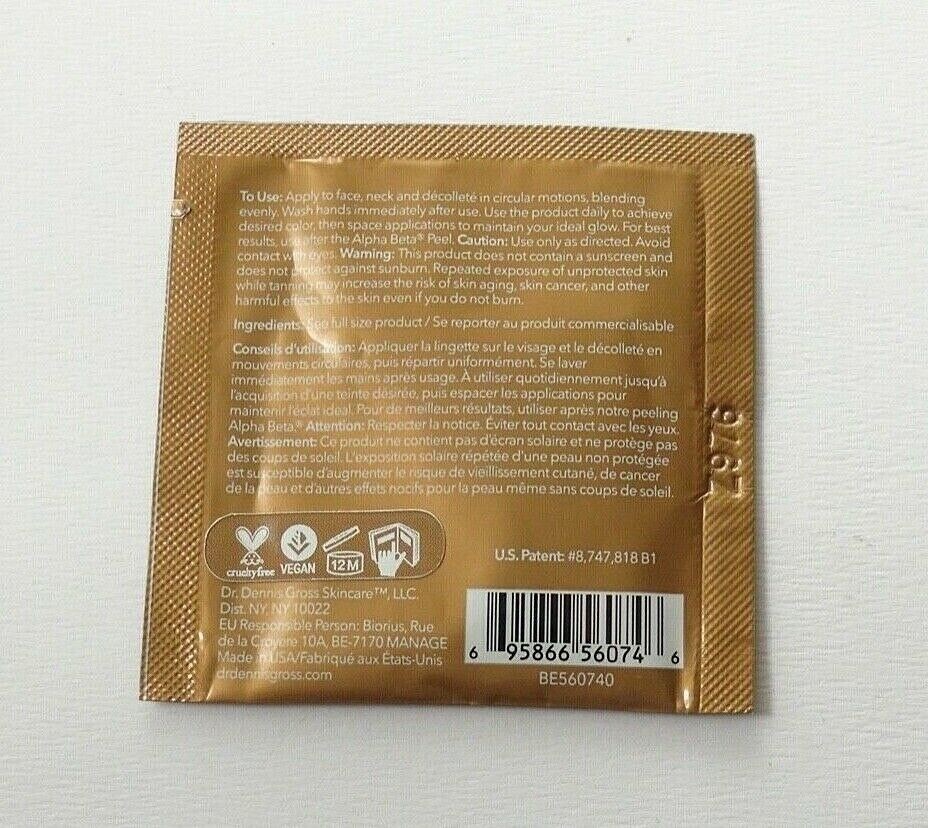 To Use: Apply to face, neck and décolleté in circular motions, blending
evenly. Wash hands immediately after use. Use the product daily to achieve
desired color, then space applications to maintain your ideal glow. For best
results, use after the Alpha Beta® Peel. Caution: Use only as directed. Avoid
contact with eyes. Warning: This product does not contain a sunscreen and
does not protect against sunburn. Repeated exposure of unprotected skin
while tanning may increase the risk of skin aging, skin cancer, and other
harmful effects to the skin even if you do not burn.
Ingredients: See full size product / Se reporter au produit commercialisable
Conseils d'utilisation: Appliquer la lingette sur le visage et le décolleté en
mouvements circulaires, puis répartir uniformément. Se laver
immédiatement les mains après usage. À utiliser quotidiennement jusqu'à
l'acquisition d'une teinte désirée, puis espacer les applications pour
maintenir l'éclat ideal. Pour de meilleurs résultats, utiliser après notre peeling
Alpha Beta.® Attention: Respecter la notice. Éviter tout contact avec les yeux.
Avertissement: Ce produit ne contient pas d'écran solaire et ne protège pas
des coups de soleil. L'exposition solaire répétée d'une peau non protégée
est susceptible d'augmenter le risque de vieillissement cutané, de cancer
de la peau et d'autres effets nocifs pour la peau même sans coups de soleil.
crueltyfree
VEGAN
12M
U.S. Patent: #8,747,818 B1
Dr. Dennis Gross Skincare™, LLC.
Dist. NY, NY 10022
EU Responsible Person: Biorius, Rue
de la Croyere 10A, BE-7170 MANAGE
Made in USA/Fabriqué aux États-Unis
drdennisgross.com
6 95866 56074 6
BE560740